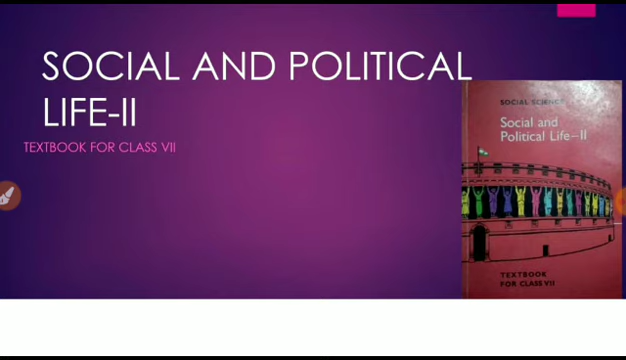 SOCIAL AND POLITICAL
LIFE-II
TEXTBOOK FOR CLASS VII
SOCIAL SCIENCE
Social and
Political Life–II
TEXTBOOK
FOR CLASS VII